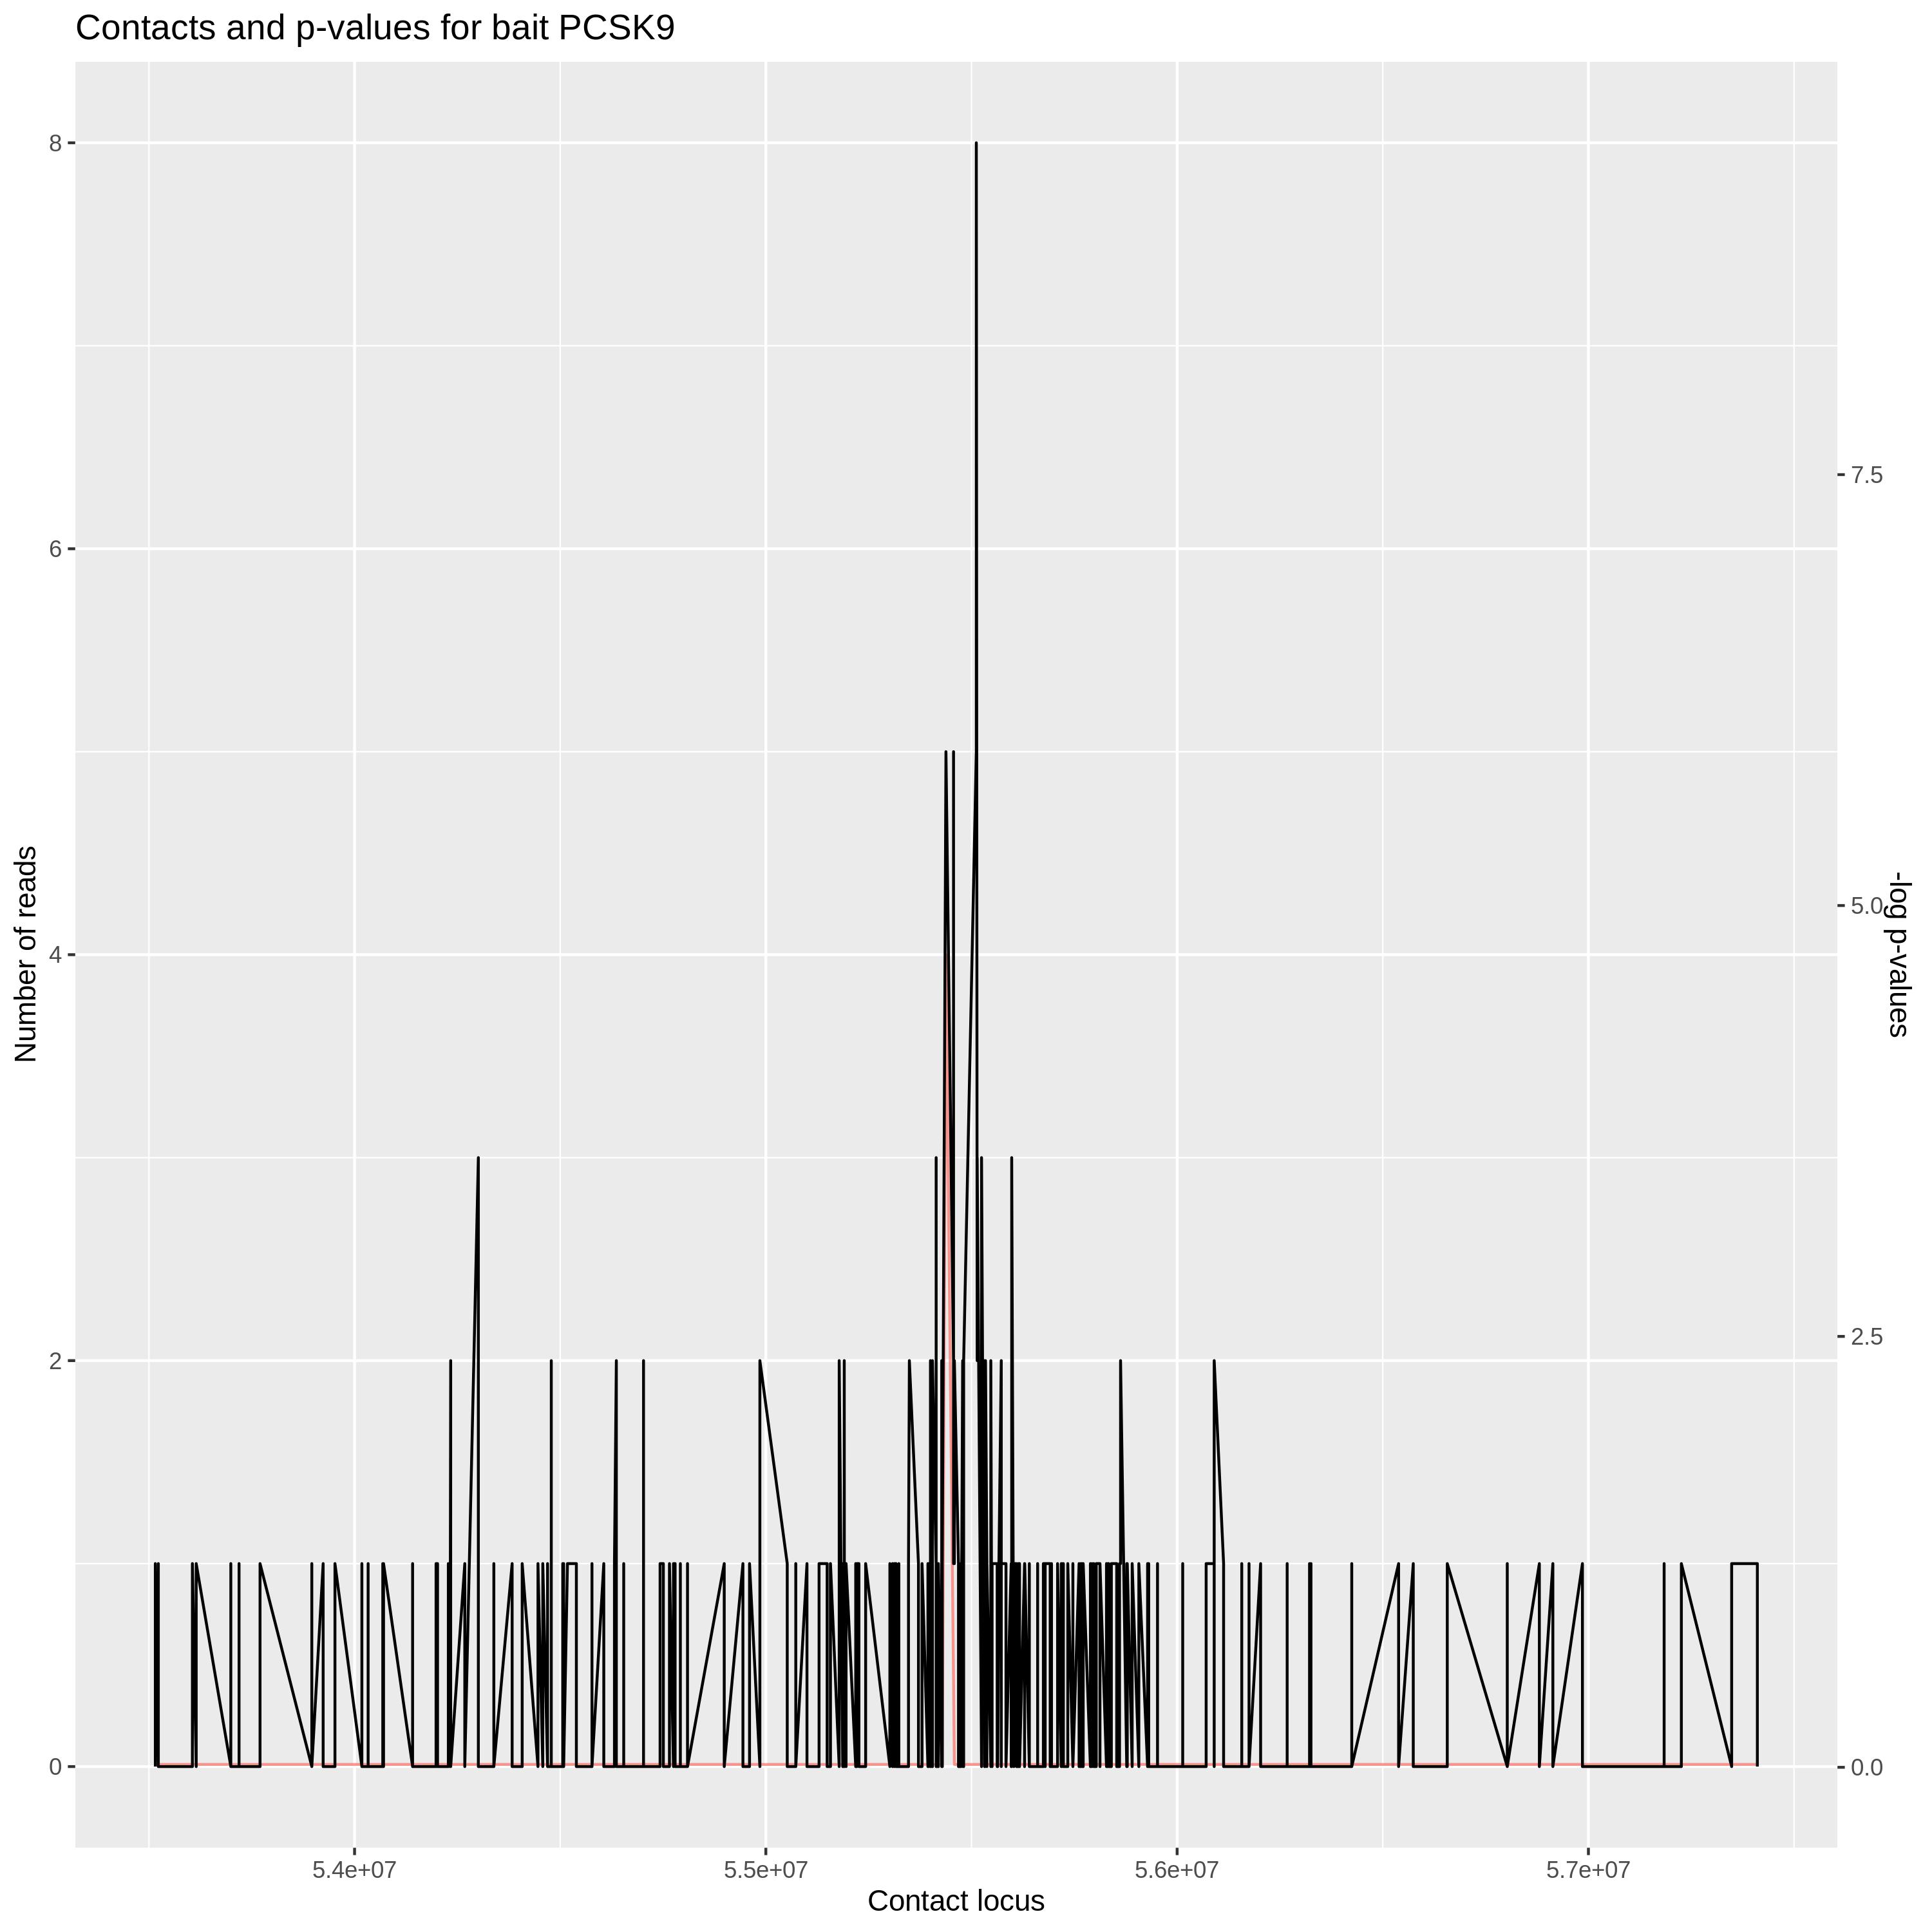 Contacts and p-values for bait PCSK9
8
6
4
2
0
Number of reads
7.5
5.0
2.5
0.0
-log p-values
5.4e+07 5.5e+07 5.6e+07 5.7e+07
Contact locus